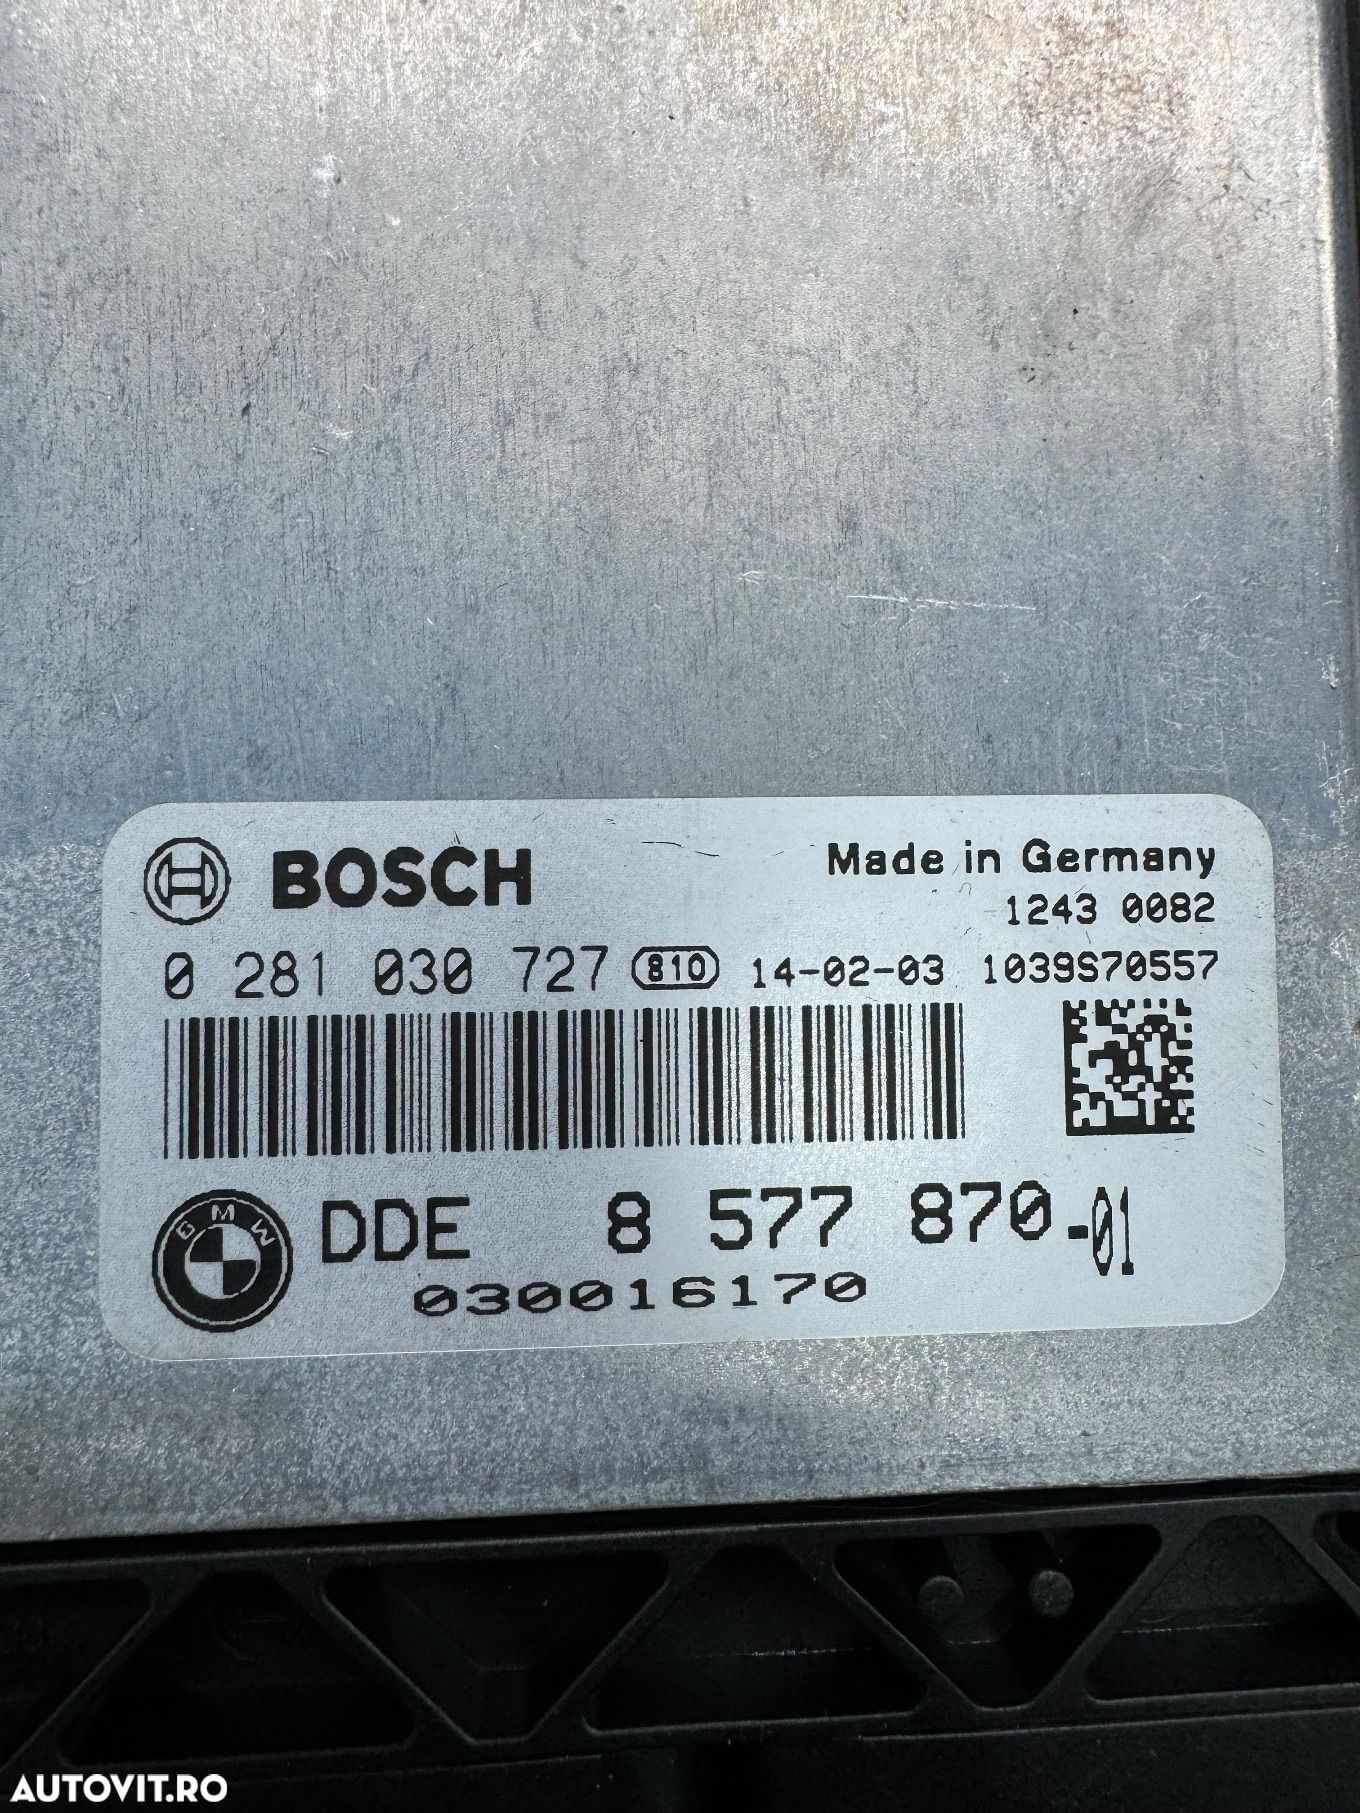 BOSCH
Made in Germany
1243 0082
0 281 030 727 810 14-02-03 1039S70557
BMW DDE 8 577 870-01
030016170
AUTOVIT.RO